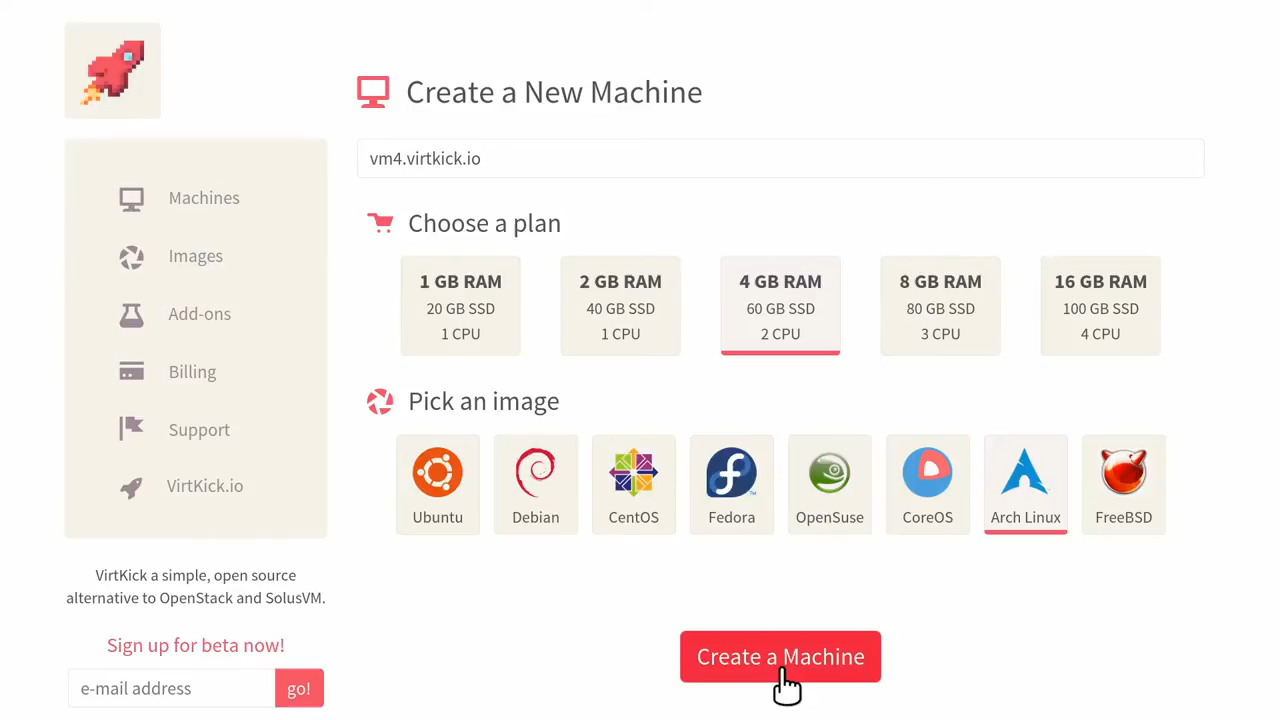 Create a New Machine
vm4.virtkick.io
Machines
Images
Add-ons
Billing
Support
VirtKick.io
VirtKick a simple, open source
alternative to OpenStack and SolusVM.
Sign up for beta now!
e-mail address
go!
Choose a plan
1 GB RAM
20 GB SSD
1 CPU
2 GB RAM
40 GB SSD
1 CPU
4 GB RAM
60 GB SSD
2 CPU
8 GB RAM
80 GB SSD
3 CPU
16 GB RAM
100 GB SSD
4 CPU
Pick an image
Ubuntu
Debian
CentOS
Fedora
OpenSuse
CoreOS
Arch Linux
FreeBSD
Create a Machine